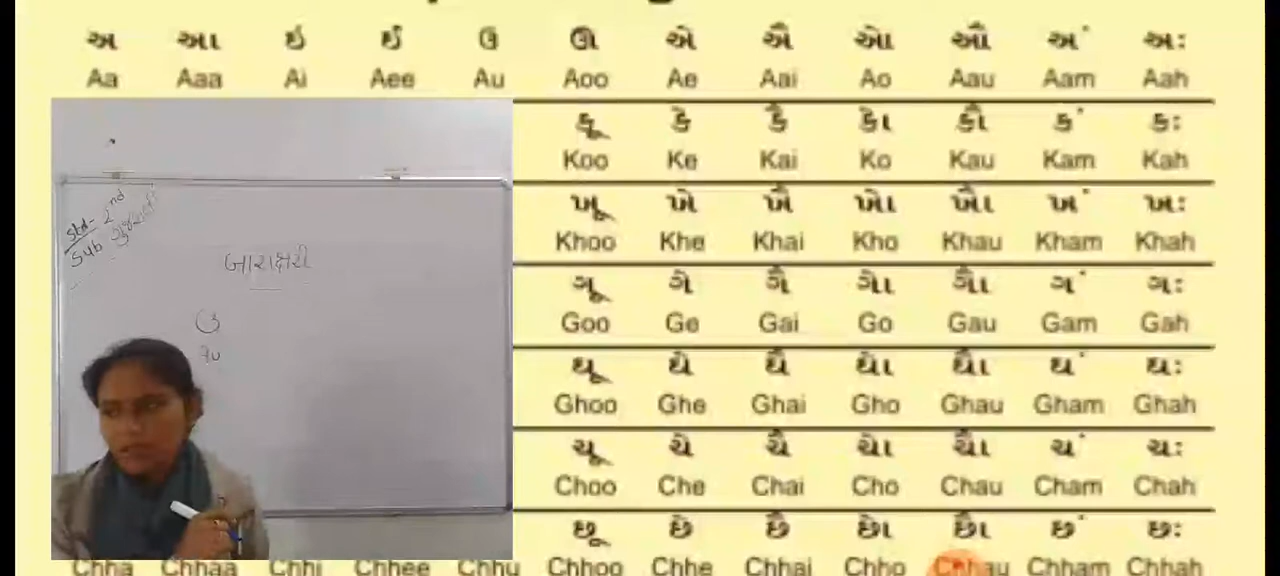 અ આ ઇ ઈ ઉ ઊ એ ઐ ઓ ઔ અં અઃ
Aa Aaa Ai Aee Au Aoo Ae Aai Ao Aau Aam Aah
કૂ કે કૈ કો કૌ કં કઃ
Koo Ke Kai Ko Kau Kam Kah
ખૂ ખે ખૈ ખો ખૌ ખં ખઃ
Khoo Khe Khai Kho Khau Kham Khah
ગૂ ગે ગૈ ગો ગૌ ગં ગઃ
Goo Ge Gai Go Gau Gam Gah
ઘૂ ઘે ઘૈ ઘો ઘૌ ઘં ઘઃ
Ghoo Ghe Ghai Gho Ghau Gham Ghah
ચૂ ચે ચૈ ચો ચૌ ચં ચઃ
Choo Che Chai Cho Chau Cham Chah
છૂ છે છૈ છો છૌ છં છઃ
Chha Chhaa Chhi Chhee Chhu Chhoo Chhe Chhai Chho Chhau Chham Chhah
Std- 2nd
Sub ગુજરાતી
બારાક્ષરી